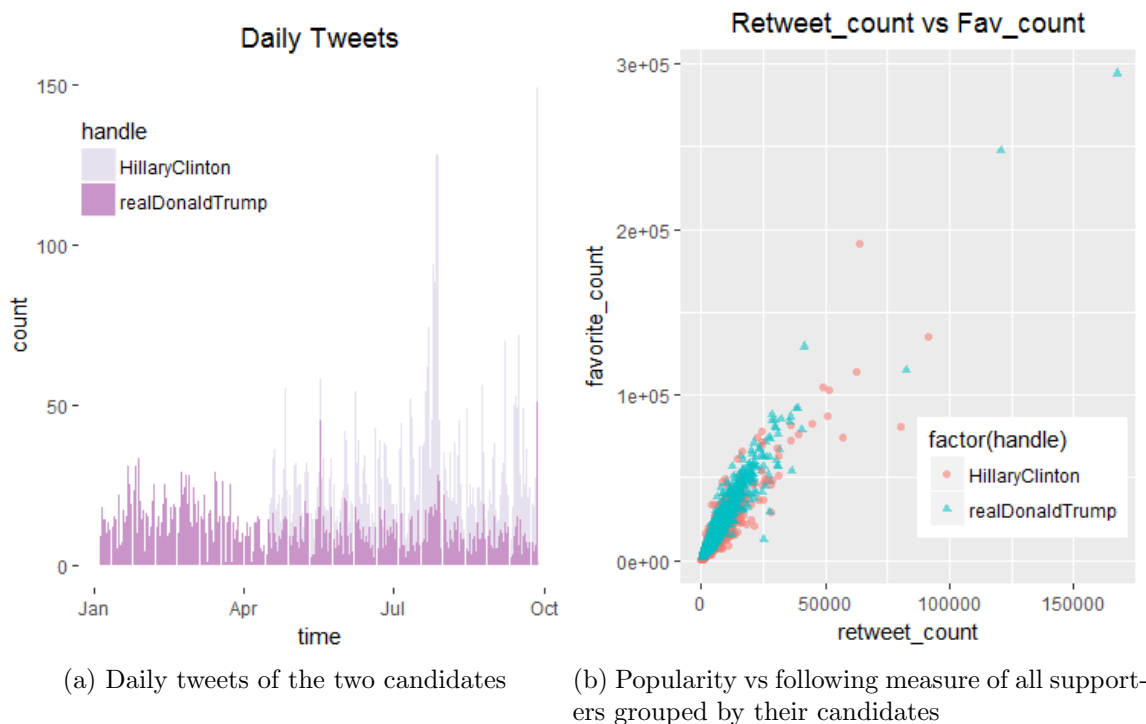 Daily Tweets
150
100
50
0
count
handle
HillaryClinton
realDonaldTrump
Jan
Apr
Jul
Oct
time
(a) Daily tweets of the two candidates
Retweet_count vs Fav_count
3e+05
2e+05
1e+05
0e+00
favorite_count
factor(handle)
HillaryClinton
realDonaldTrump
0
50000
100000
150000
retweet_count
(b) Popularity vs following measure of all support-
ers grouped by their candidates